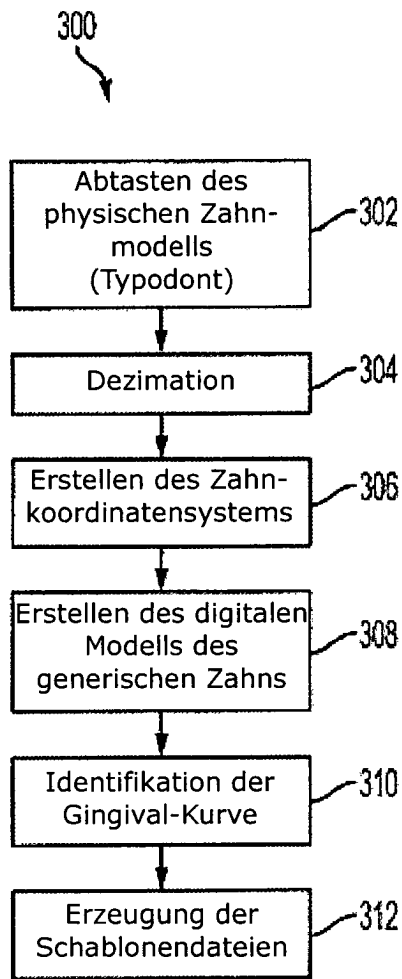 300
Abtasten des
physischen Zahn-
modells
(Typodont)
302
Dezimation
304
Erstellen des Zahn-
koordinatensystems
306
Erstellen des digitalen
Modells des
generischen Zahns
308
Identifikation der
Gingival-Kurve
310
Erzeugung der
Schablonendateien
312